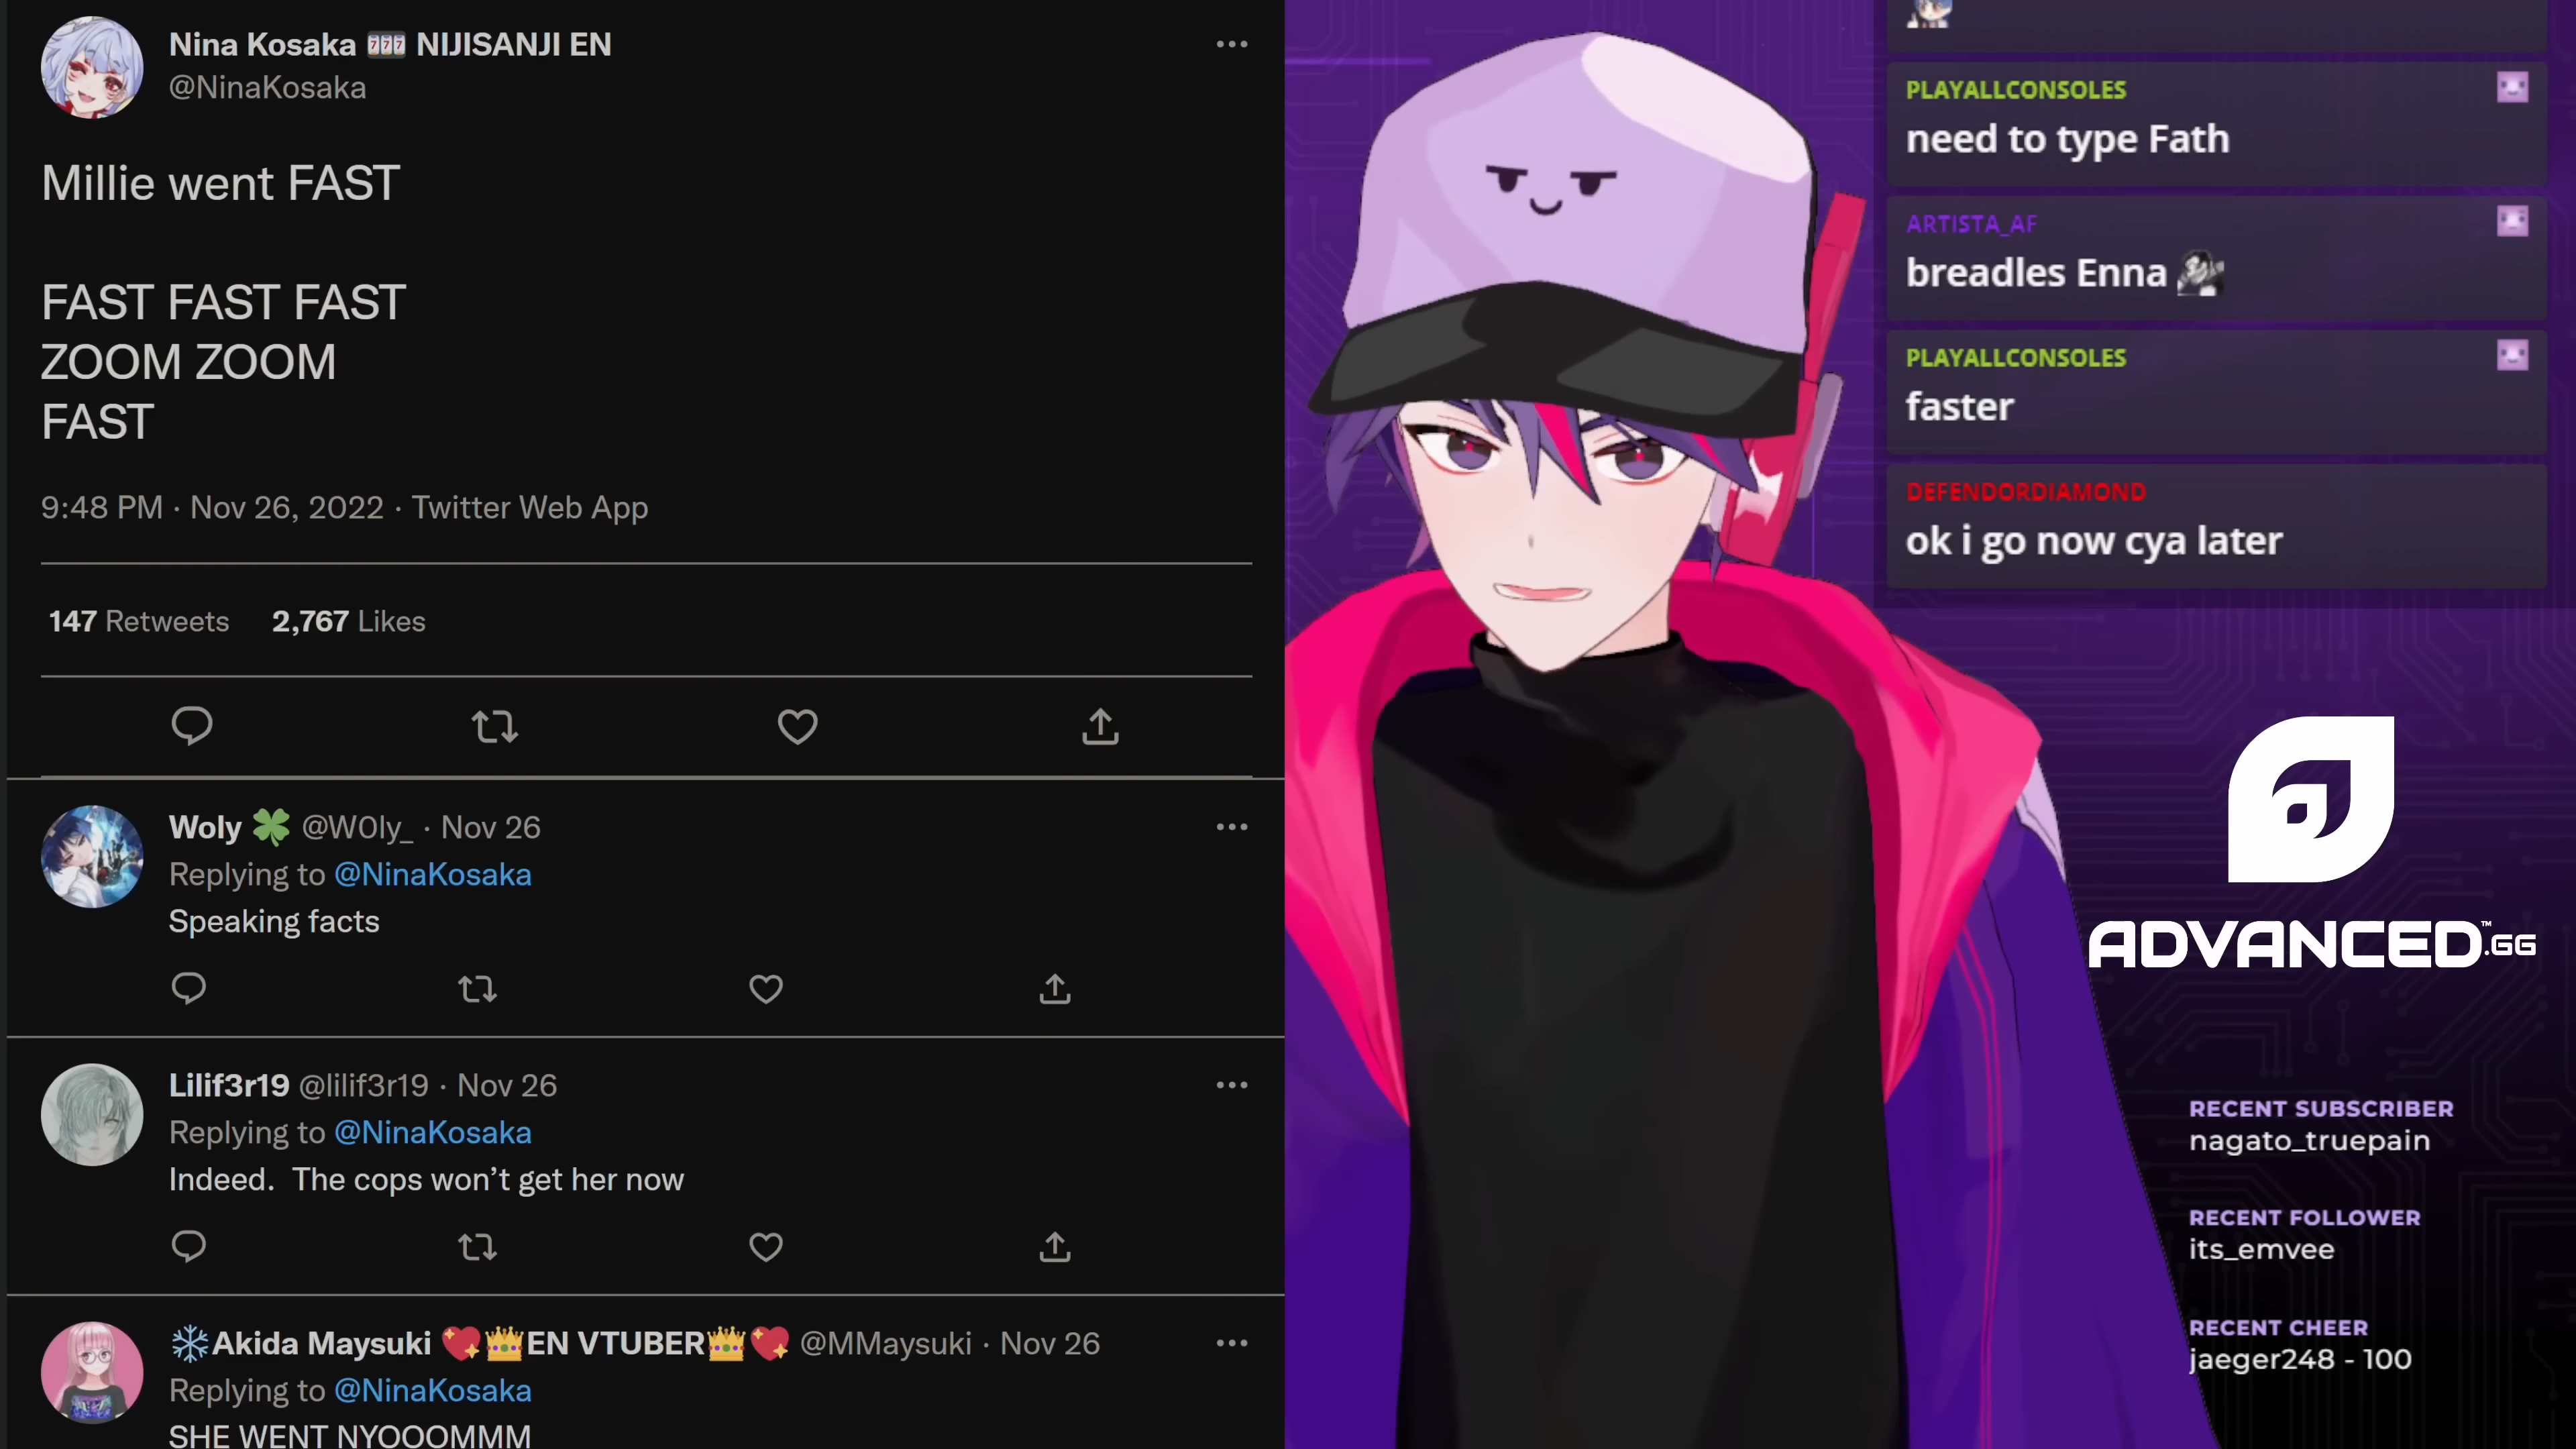 Nina Kosaka 🎰 NIJISANJI EN
@NinaKosaka
Millie went FAST
FAST FAST FAST
ZOOM ZOOM
FAST
9:48 PM · Nov 26, 2022 · Twitter Web App
147 Retweets 2,767 Likes
Woly 🍀 @W0ly_ · Nov 26
Replying to @NinaKosaka
Speaking facts
Lilif3r19 @lilif3r19 · Nov 26
Replying to @NinaKosaka
Indeed.  The cops won’t get her now
❄️Akida Maysuki 💖👑EN VTUBER👑💖 @MMaysuki · Nov 26
Replying to @NinaKosaka
SHE WENT NYOOOMMM
PLAYALLCONSOLES
need to type Fath
ARTISTA_AF
breadles Enna
PLAYALLCONSOLES
faster
DEFENDORDIAMOND
ok i go now cya later
ADVANCED™.GG
RECENT SUBSCRIBER
nagato_truepain
RECENT FOLLOWER
its_emvee
RECENT CHEER
jaeger248 - 100